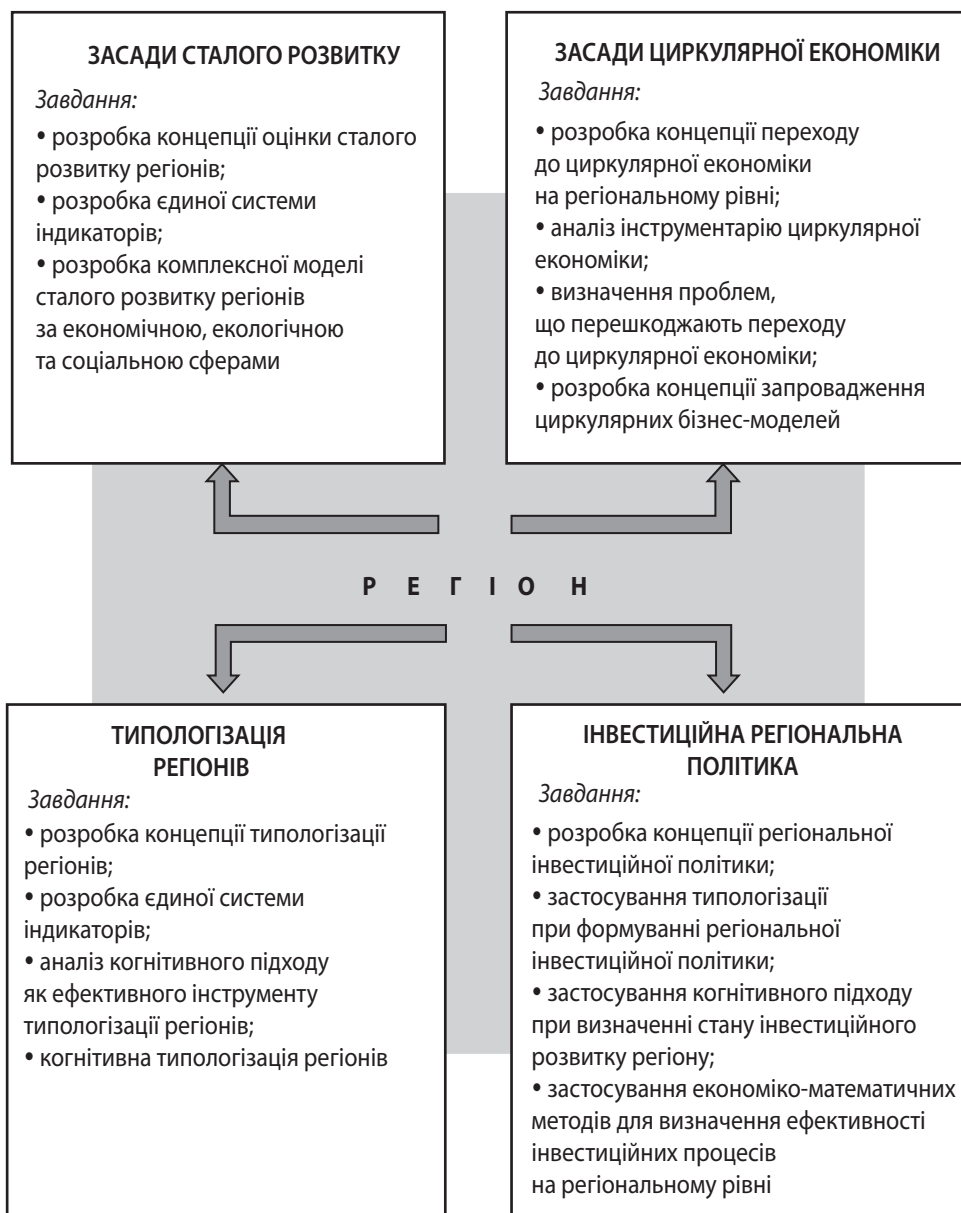 ЗАСАДИ СТАЛОГО РОЗВИТКУ
Завдання:
• розробка концепції оцінки сталого
розвитку регіонів;
• розробка єдиної системи
індикаторів;
• розробка комплексної моделі
сталого розвитку регіонів
за економічною, екологічною
та соціальною сферами
ЗАСАДИ ЦИРКУЛЯРНОЇ ЕКОНОМІКИ
Завдання:
• розробка концепції переходу
до циркулярної економіки
на регіональному рівні;
• аналіз інструментарію циркулярної
економіки;
• визначення проблем,
що перешкоджають переходу
до циркулярної економіки;
• розробка концепції запровадження
циркулярних бізнес-моделей
Р Е Г І О Н
ТИПОЛОГІЗАЦІЯ
РЕГІОНІВ
Завдання:
• розробка концепції типологізації
регіонів;
• розробка єдиної системи
індикаторів;
• аналіз когнітивного підходу
як ефективного інструменту
типологізації регіонів;
• когнітивна типологізація регіонів
ІНВЕСТИЦІЙНА РЕГІОНАЛЬНА
ПОЛІТИКА
Завдання:
• розробка концепції регіональної
інвестиційної політики;
• застосування типологізації
при формуванні регіональної
інвестиційної політики;
• застосування когнітивного підходу
при визначенні стану інвестиційного
розвитку регіону;
• застосування економіко-математичних
методів для визначення ефективності
інвестиційних процесів
на регіональному рівні